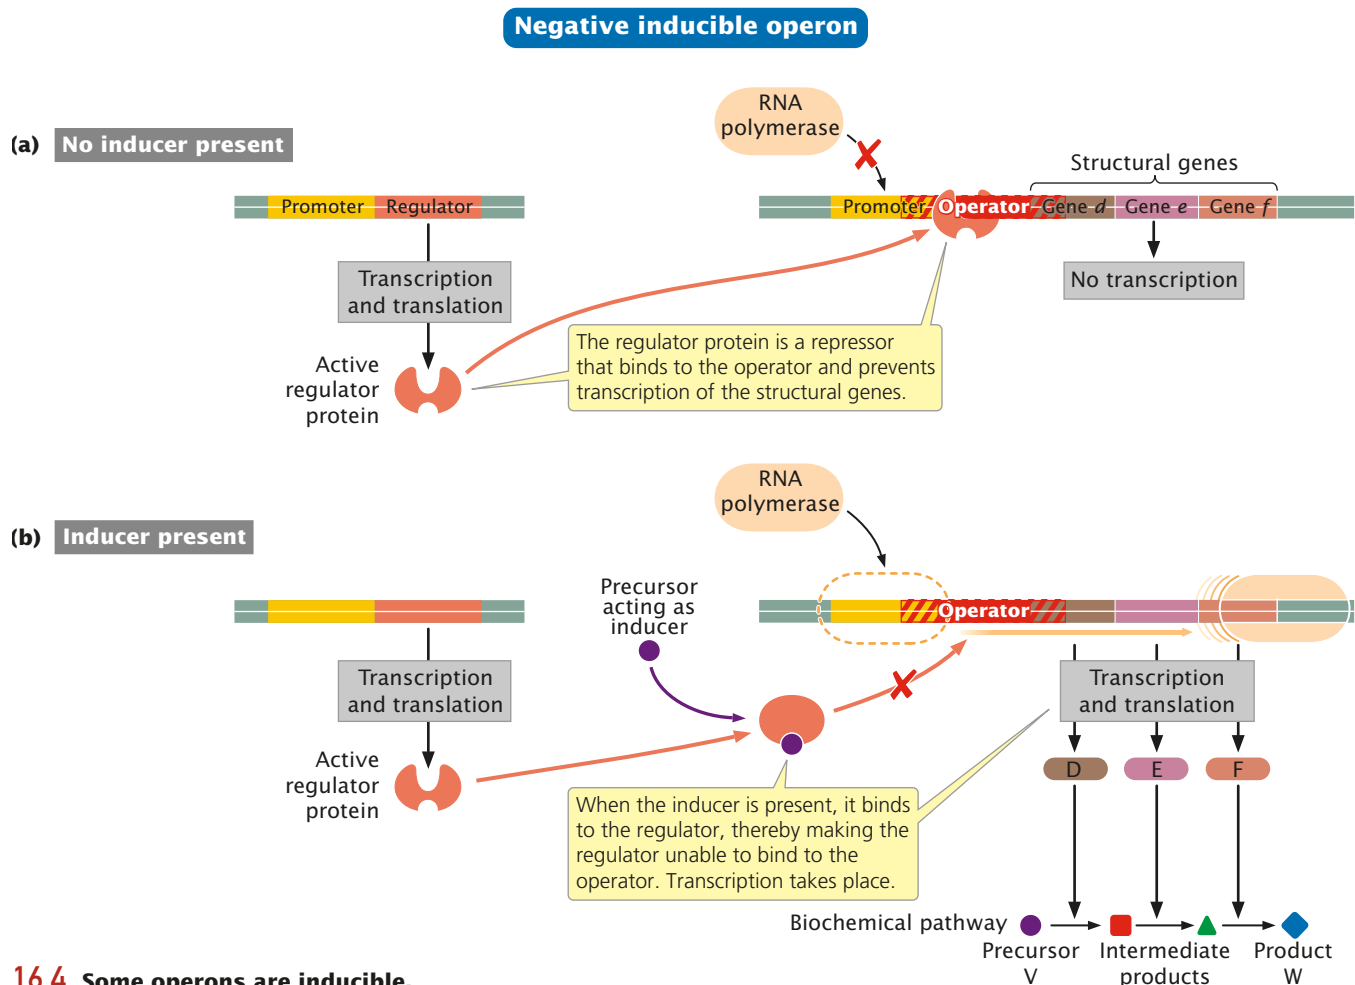 Negative inducible operon
(a) No inducer present
RNA
polymerase
Structural genes
Promoter Regulator
Promoter Operator Gene d Gene e Gene f
Transcription
and translation
No transcription
Active
regulator
protein
The regulator protein is a repressor
that binds to the operator and prevents
transcription of the structural genes.
(b) Inducer present
RNA
polymerase
Precursor
acting as
inducer
Operator
Transcription
and translation
Transcription
and translation
Active
regulator
protein
D E F
When the inducer is present, it binds
to the regulator, thereby making the
regulator unable to bind to the
operator. Transcription takes place.
Biochemical pathway
Precursor
V
Intermediate
products
Product
W
16.4 Some operons are inducible.